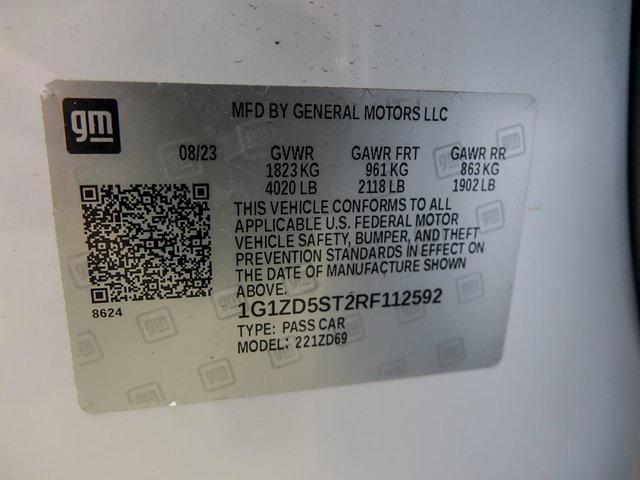 gm
MFD BY GENERAL MOTORS LLC
08/23 GVWR GAWR FRT GAWR RR
1823 KG 961 KG 863 KG
4020 LB 2118 LB 1902 LB
THIS VEHICLE CONFORMS TO ALL
APPLICABLE U.S. FEDERAL MOTOR
VEHICLE SAFETY, BUMPER, AND THEFT
PREVENTION STANDARDS IN EFFECT ON
THE DATE OF MANUFACTURE SHOWN
ABOVE.
8624
1G1ZD5ST2RF112592
TYPE: PASS CAR
MODEL: 221ZD69